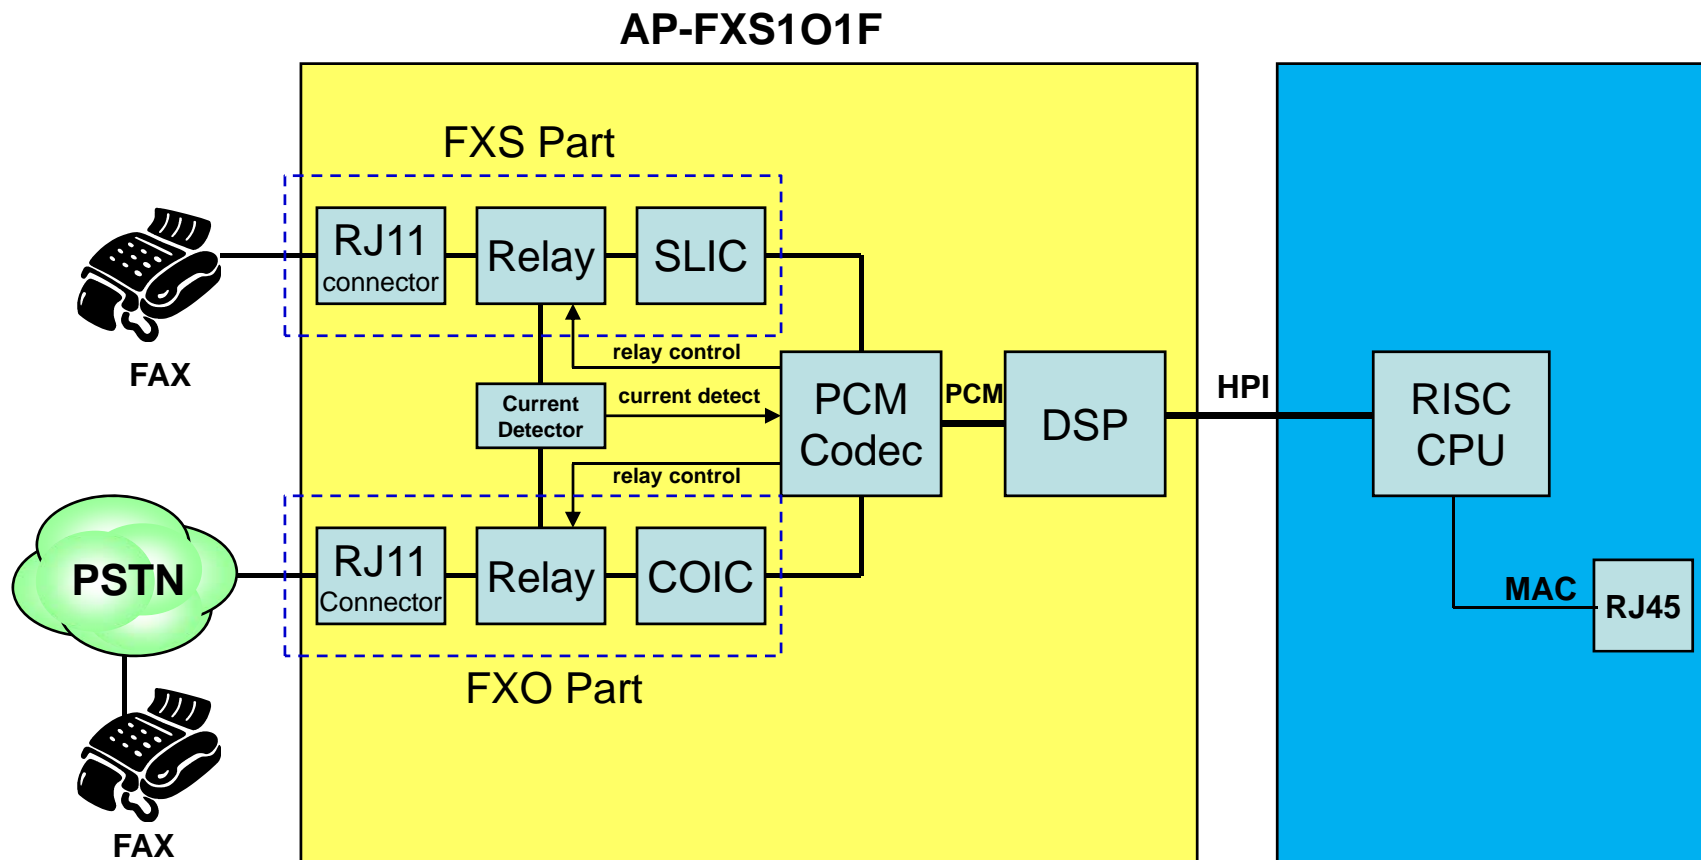 AP-FXS1O1F
FXS Part
RJ11
connector
Relay
SLIC
FAX
relay control
Current
Detector
current detect
PCM
Codec
PCM
DSP
HPI
RISC
CPU
relay control
PSTN
RJ11
Connector
Relay
COIC
MAC
RJ45
FXO Part
FAX